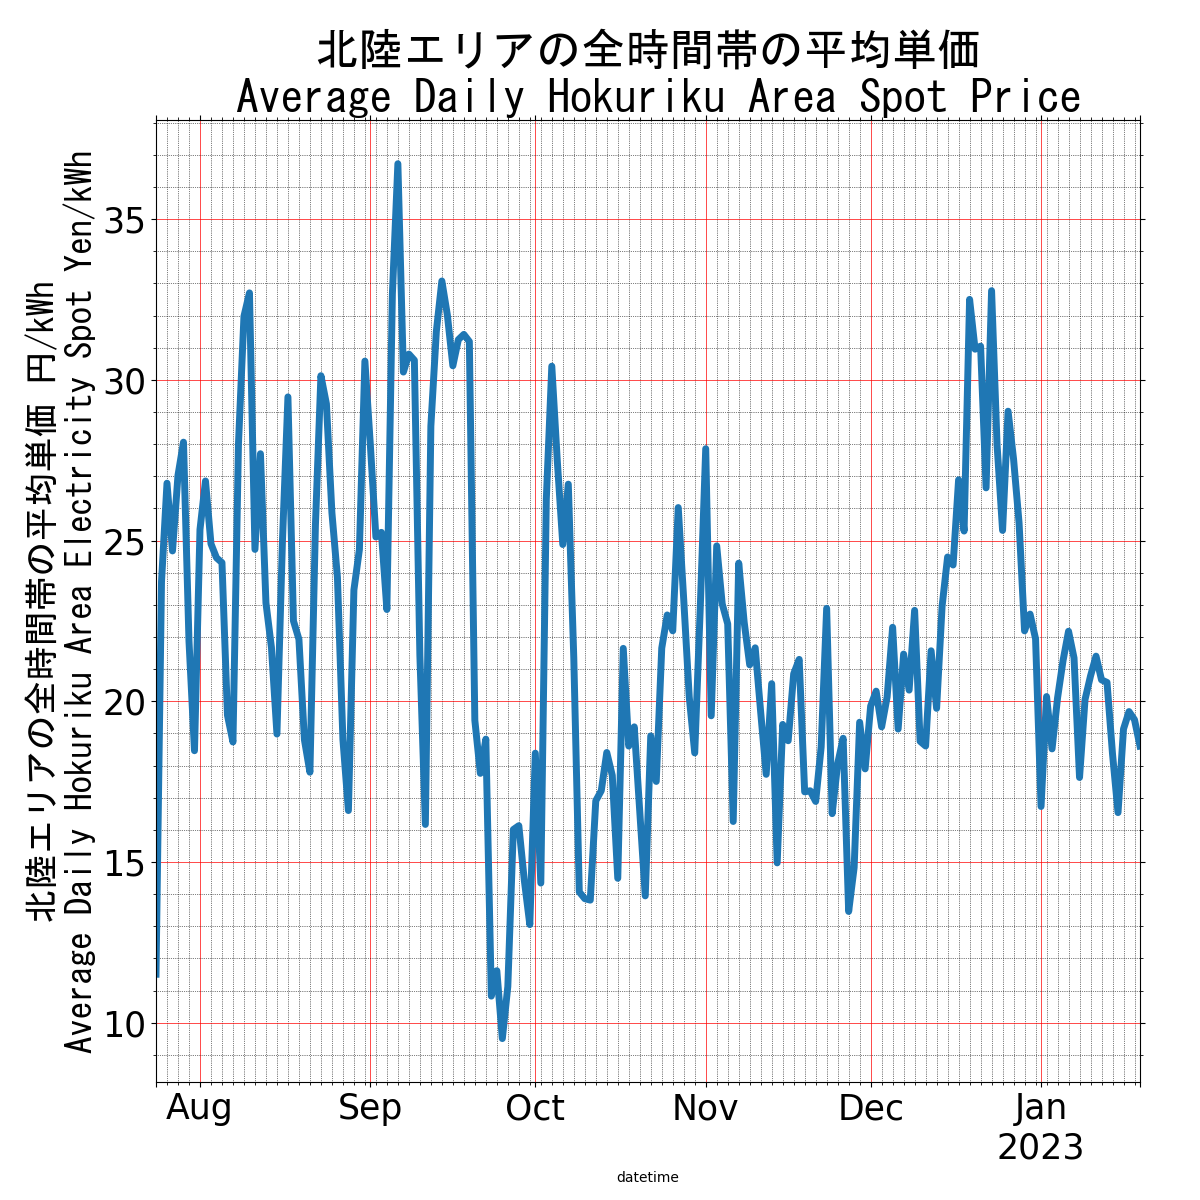 北陸エリアの全時間帯の平均単価
Average Daily Hokuriku Area Spot Price
北陸エリアの全時間帯の平均単価 円/kWh
Average Daily Hokuriku Area Electricity Spot Yen/kWh
35
30
25
20
15
10
Aug Sep Oct Nov Dec Jan
2023
datetime